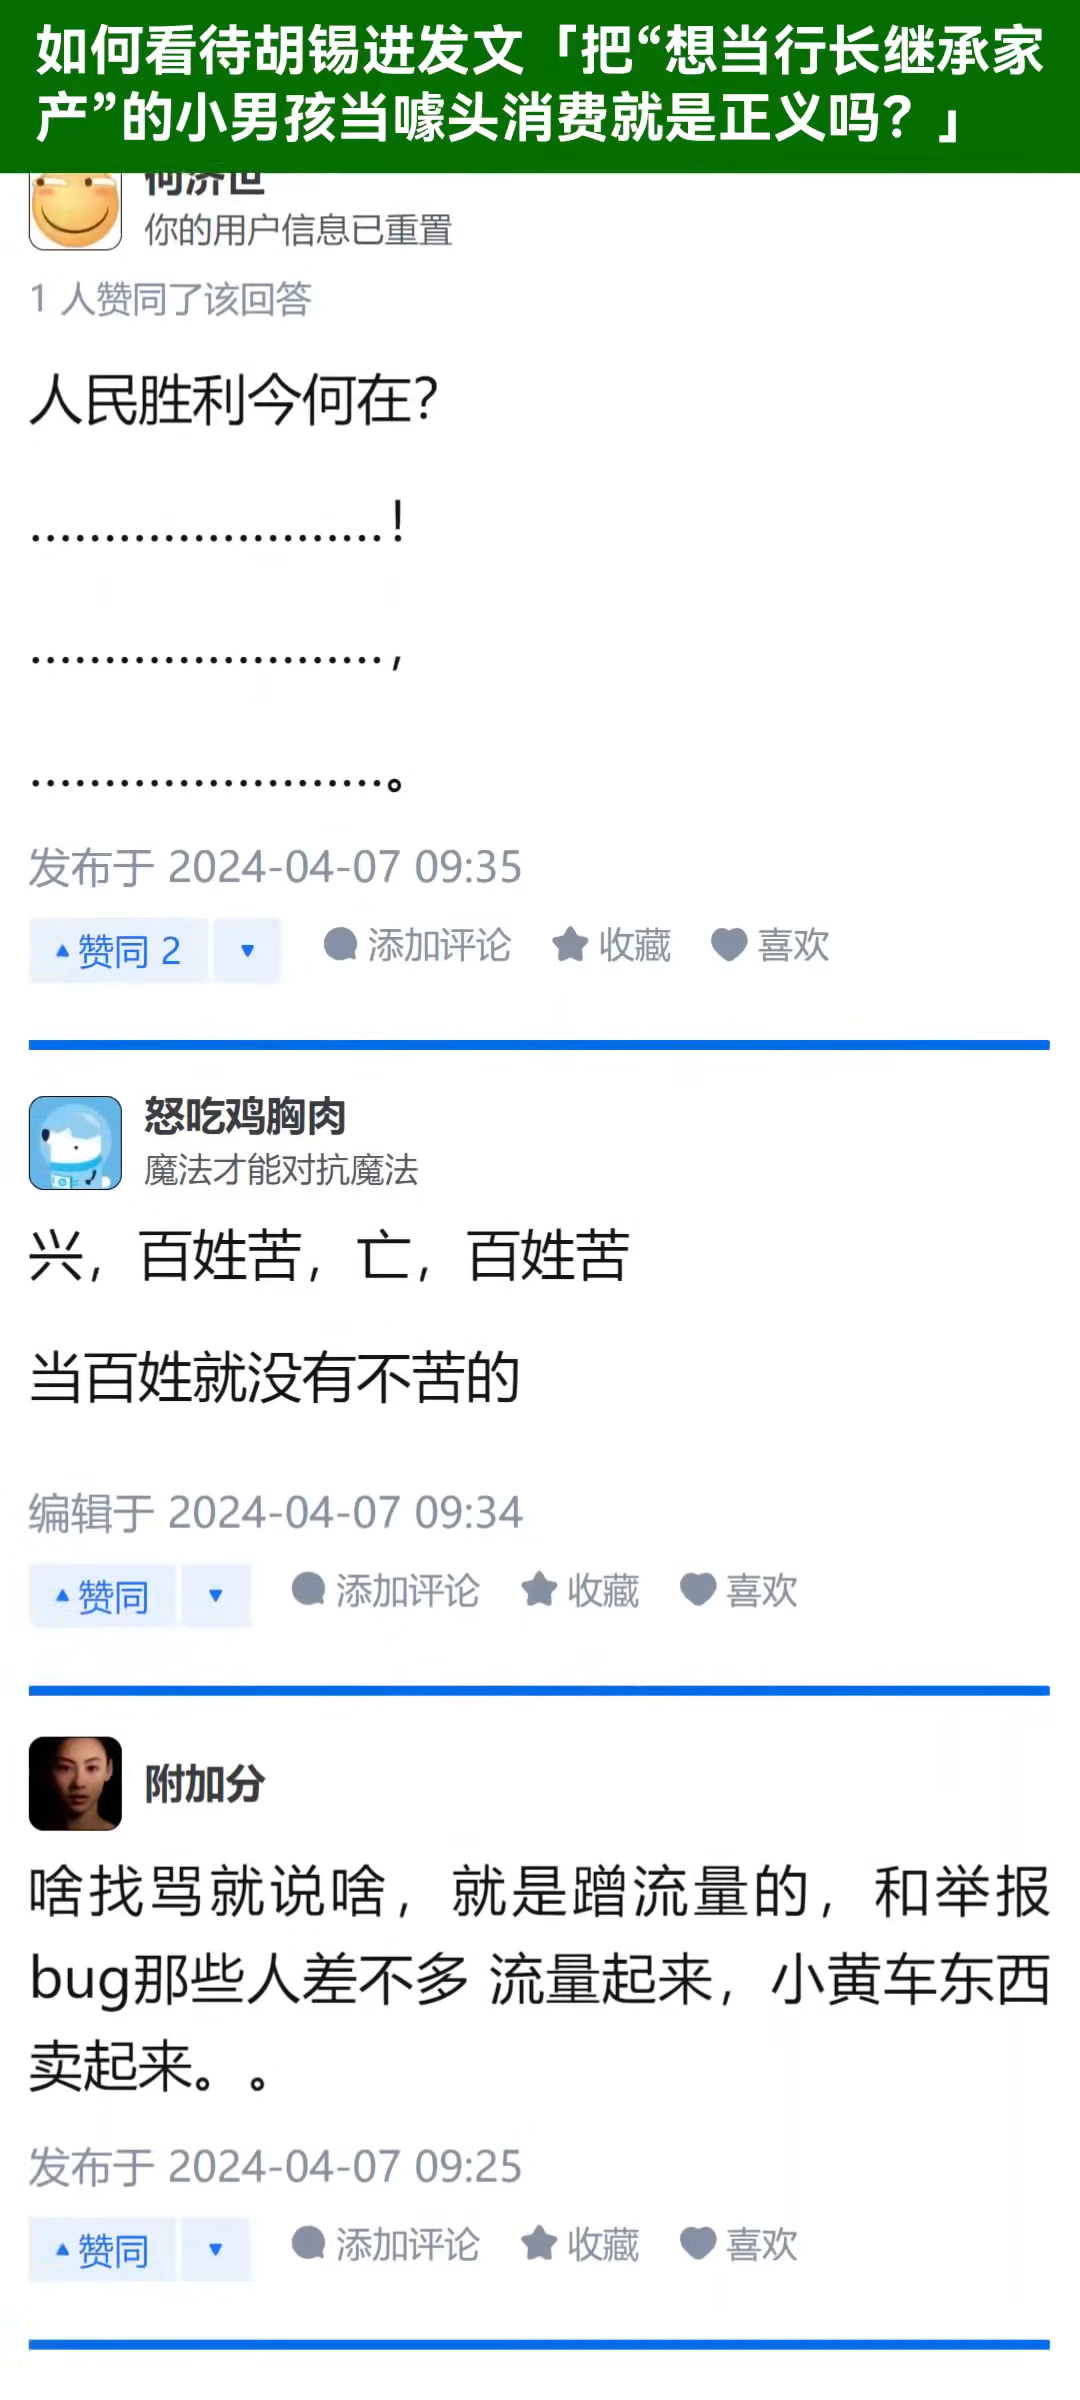 如何看待胡锡进发文「把“想当行长继承家
产”的小男孩当噱头消费就是正义吗？」
何济世
你的用户信息已重置
1 人赞同了该回答
人民胜利今何在？
........................！
........................，
........................。
发布于 2024-04-07 09:35
赞同 2 添加评论 收藏 喜欢
怒吃鸡胸肉
魔法才能对抗魔法
兴，百姓苦，亡，百姓苦
当百姓就没有不苦的
编辑于 2024-04-07 09:34
赞同 添加评论 收藏 喜欢
附加分
啥找骂就说啥，就是蹭流量的，和举报
bug那些人差不多 流量起来，小黄车东西
卖起来。。
发布于 2024-04-07 09:25
赞同 添加评论 收藏 喜欢